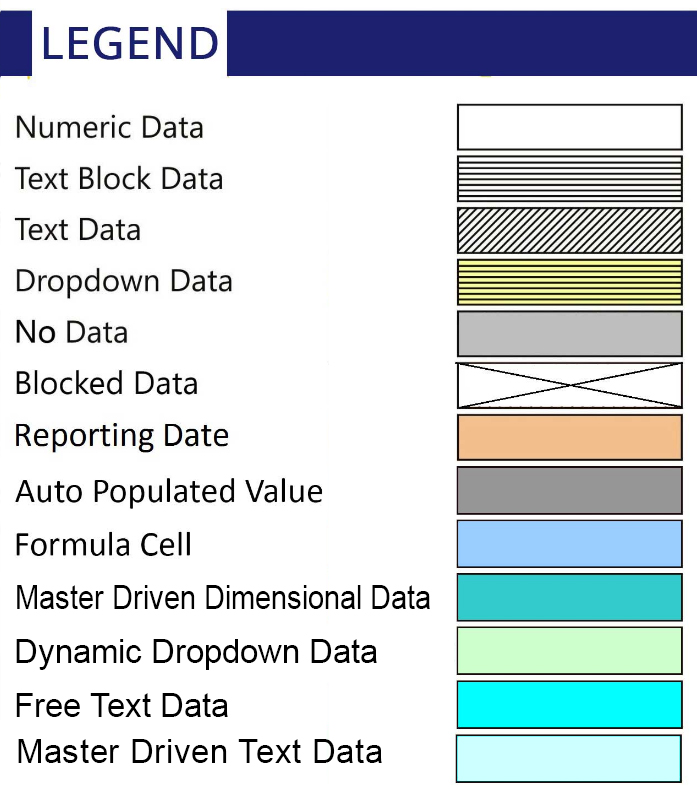 LEGEND
Numeric Data
Text Block Data
Text Data
Dropdown Data
No Data
Blocked Data
Reporting Date
Auto Populated Value
Formula Cell
Master Driven Dimensional Data
Dynamic Dropdown Data
Free Text Data
Master Driven Text Data